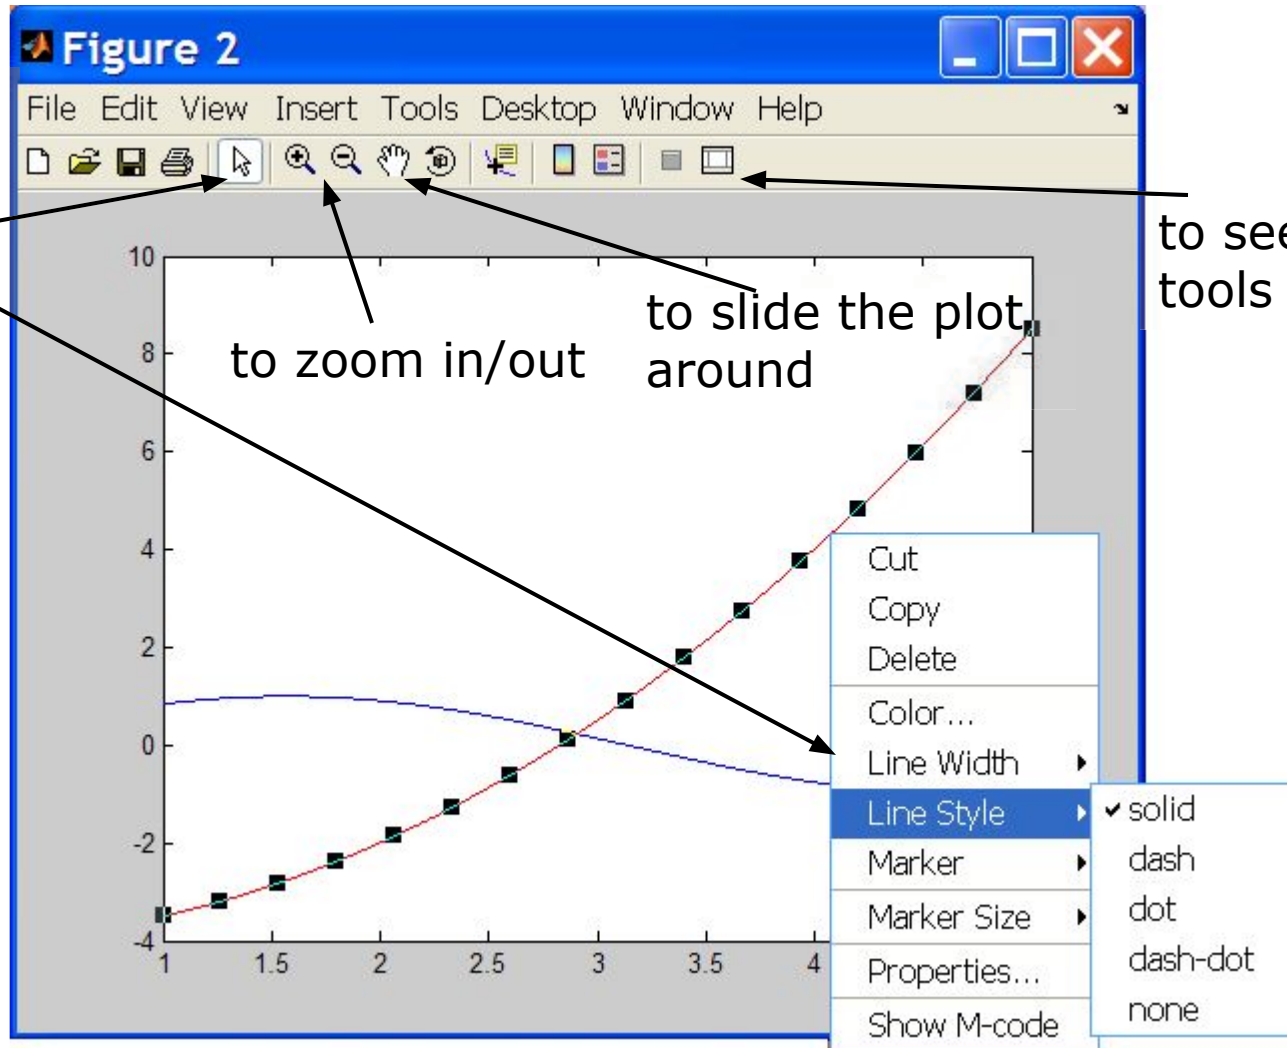 Figure 2
File Edit View Insert Tools Desktop Window Help
to see
tools
10
8
6
4
2
0
-2
-4
to zoom in/out
to slide the plot
around
1 1.5 2 2.5 3 3.5 4
Cut
Copy
Delete
Color...
Line Width
Line Style
Marker
Marker Size
Properties...
Show M-code
solid
dash
dot
dash-dot
none